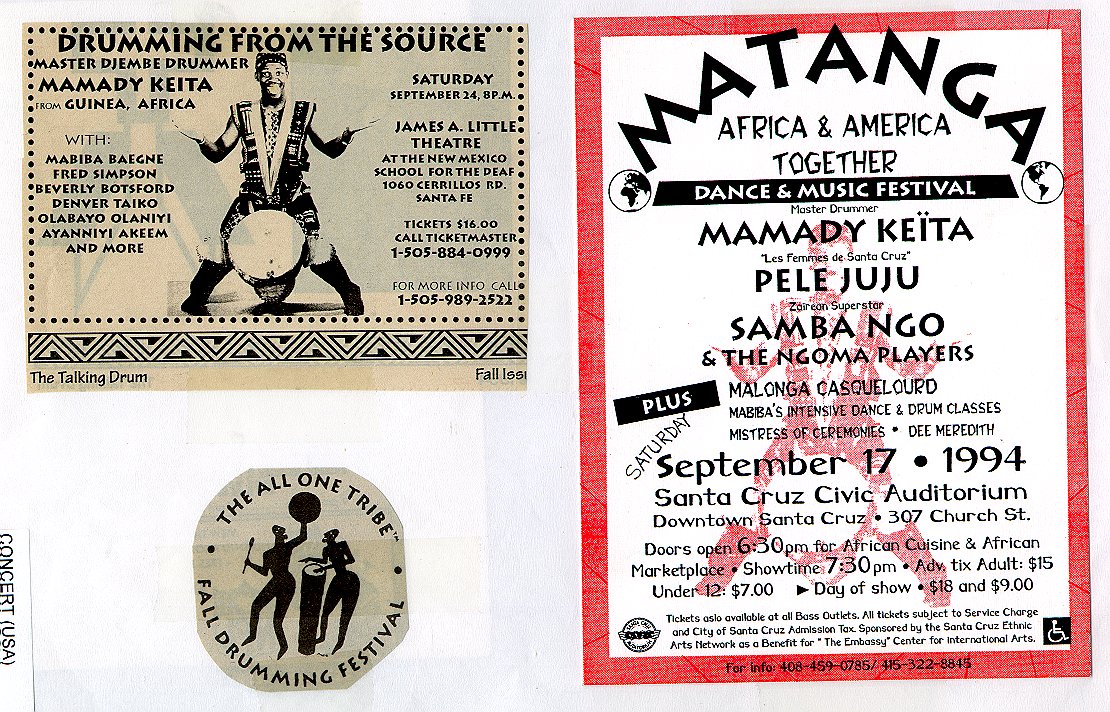 DRUMMING FROM THE SOURCE
MASTER DJEMBE DRUMMER
MAMADY KEITA
FROM GUINEA, AFRICA
WITH:
MABIBA BAEGNE
FRED SIMPSON
BEVERLY BOTSFORD
DENVER TAIKO
OLABAYO OLANIYI
AYANNIYI AKEEM
AND MORE
SATURDAY
SEPTEMBER 24, 8P.M.
JAMES A. LITTLE
THEATRE
AT THE NEW MEXICO
SCHOOL FOR THE DEAF
1060 CERRILLOS RD.
SANTA FE
TICKETS $16.00
CALL TICKETMASTER
1-505-884-0999
FOR MORE INFO CALL
1-505-989-2522
The Talking Drum
Fall Iss
THE ALL ONE TRIBE™
• FALL DRUMMING FESTIVAL •
CONCERT (USA)
MATANGA
AFRICA & AMERICA
TOGETHER
DANCE & MUSIC FESTIVAL
Master Drummer
MAMADY KEÏTA
"Les Femmes de Santa Cruz"
PELE JUJU
Zairean Superstar
SAMBA NGO
& THE NGOMA PLAYERS
PLUS
MALONGA CASQUELOURD
MABIBA'S INTENSIVE DANCE & DRUM CLASSES
MISTRESS OF CEREMONIES • DEE MEREDITH
SATURDAY
September 17 • 1994
Santa Cruz Civic Auditorium
Downtown Santa Cruz • 307 Church St.
Doors open 6:30pm for African Cuisine & African
Marketplace • Showtime 7:30pm • Adv. tix Adult: $15
Under 12: $7.00 ► Day of show • $18 and $9.00
Tickets aslo available at all Bass Outlets. All tickets subject to Service Charge
and City of Santa Cruz Admission Tax. Sponsored by the Santa Cruz Ethnic
Arts Network as a Benefit for " The Embassy" Center for International Arts.
For Info: 408-459-0785/ 415-322-8845